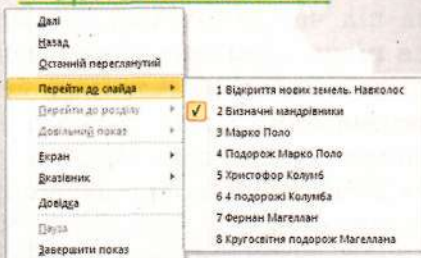 Далі
Назад
Останній переглянутий
Перейти до слайда
Перейти до розділу
Довільний показ
Екран
Вказівник
Довідка
Пауза
Завершити показ
1 Відкриття нових земель. Навколос
2 Визначні мандрівники
3 Марко Поло
4 Подорож Марко Поло
5 Христофор Колумб
6 4 подорожі Колумба
7 Фернан Магеллан
8 Кругосвітня подорож Магеллана